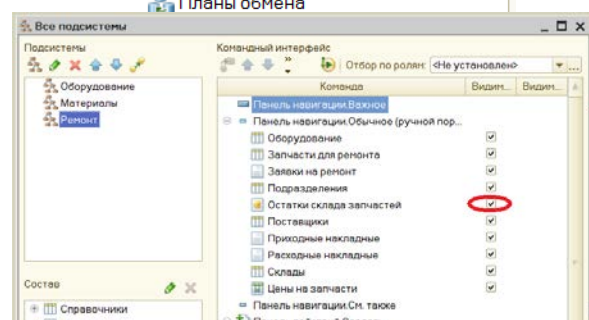 Планы обмена
Все подсистемы
Подсистемы
Командный интерфейс
Отбор по ролям: <Не установлено>
Оборудование
Материалы
Ремонт
Команда Видим... Видим...
Панель навигации.Важное
Панель навигации.Обычное (ручной пор...
Оборудование
Запчасти для ремонта
Заявки на ремонт
Подразделения
Остатки склада запчастей
Поставщики
Приходные накладные
Расходные накладные
Склады
Цены на запчасти
Панель навигации.См. также
Состав
Справочники